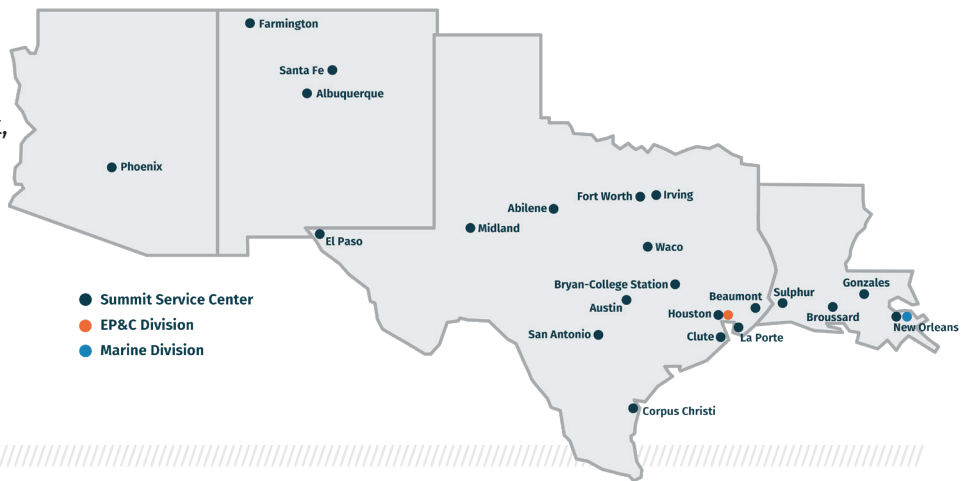 Farmington
Santa Fe
Albuquerque
Phoenix
Fort Worth
Irving
Abilene
Midland
El Paso
Waco
Bryan-College Station
Austin
Beaumont
Sulphur
Gonzales
Houston
Broussard
New Orleans
San Antonio
Clute
La Porte
Corpus Christi
Summit Service Center
EP&C Division
Marine Division